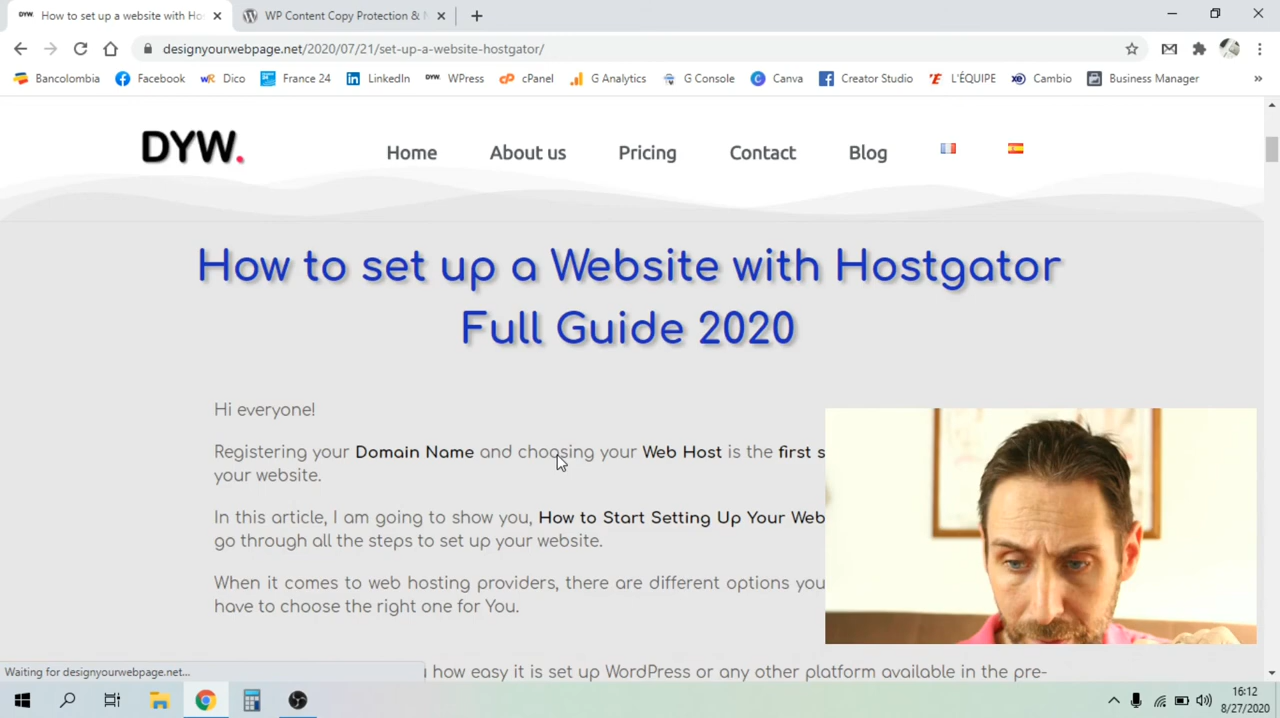 DYW. How to set up a website with Hos
WP Content Copy Protection &
designyourwebpage.net/2020/07/21/set-up-a-website-hostgator/
Bancolombia Facebook wR Dico France 24 LinkedIn DYW. WPress cP cPanel G Analytics G Console Canva Creator Studio L'ÉQUIPE xe Cambio Business Manager »
DYW.
Home About us Pricing Contact Blog
How to set up a Website with Hostgator
Full Guide 2020
Hi everyone!
Registering your Domain Name and choosing your Web Host is the first s
your website.
In this article, I am going to show you, How to Start Setting Up Your Web
go through all the steps to set up your website.
When it comes to web hosting providers, there are different options you
have to choose the right one for You.
how easy it is set up WordPress or any other platform available in the pre-
Waiting for designyourwebpage.net...
16:12
8/27/2020